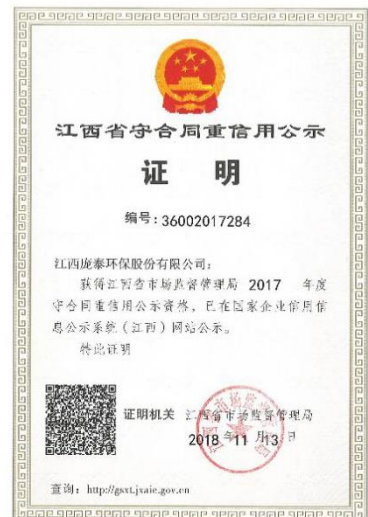 江西省守合同重信用公示
证 明
编号:36002017284
江西庞泰环保股份有限公司:
获得江西省市场监督管理局 2017 年度
守合同重信用公示资格,已在国家企业信用信
息公示系统(江西)网站公示。
特此证明
证明机关 江西省市场监督管理局
2018 年 11 月 13 日
查询:http://gsxt.jxaic.gov.cn